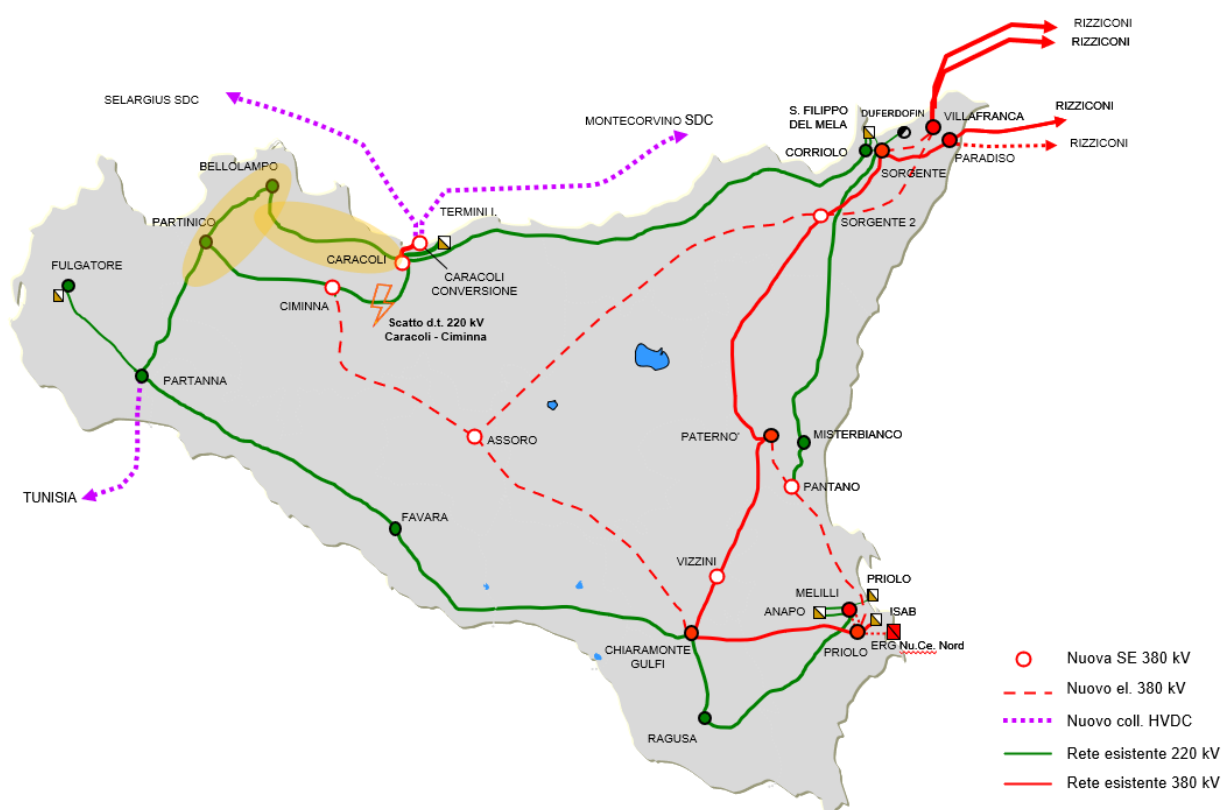 RIZZICONI
RIZZICONI
SELARGIUS SDC
MONTECORVINO SDC
S. FILIPPO
DEL MELA
DUFERDOFIN
VILLAFRANCA
RIZZICONI
CORRIOLO
SORGENTE
PARADISO
RIZZICONI
BELLOLAMPO
PARTINICO
TERMINI I.
SORGENTE 2
FULGATORE
CARACOLI
CARACOLI
CONVERSIONE
CIMINNA
Scatto d.t. 220 kV
Caracoli - Ciminna
PARTANNA
ASSORO
PATERNO'
MISTERBIANCO
TUNISIA
PANTANO
FAVARA
VIZZINI
PRIOLO
MELILLI
ANAPO
ISAB
CHIARAMONTE
GULFI
PRIOLO
ERG Nu.Ce. Nord
RAGUSA
Nuova SE 380 kV
Nuovo el. 380 kV
Nuovo coll. HVDC
Rete esistente 220 kV
Rete esistente 380 kV